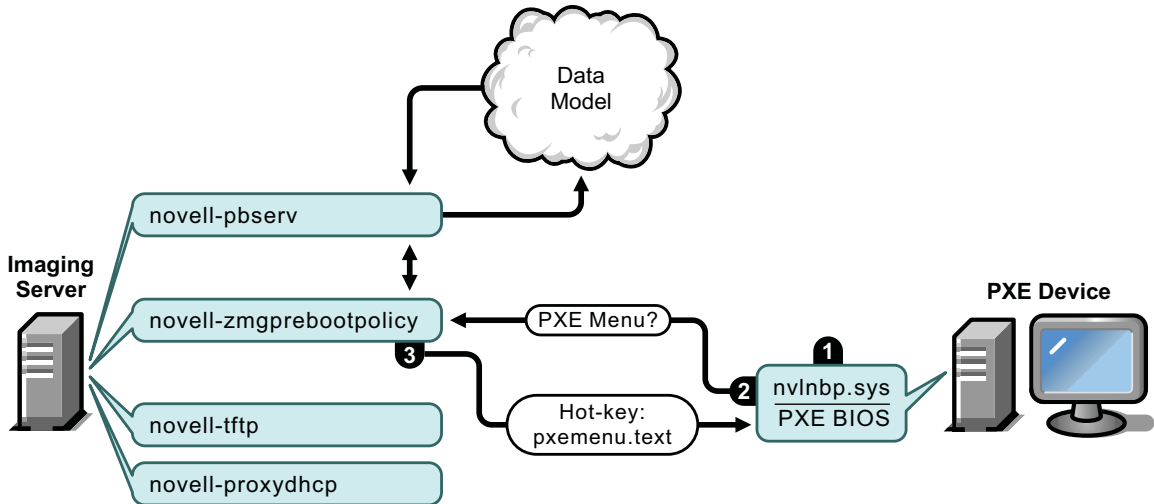 Data
Model
novell-pbserv
Imaging
Server
PXE Device
novell-zmgprebootpolicy
PXE Menu?
3
1
2
nvlnbp.sys
PXE BIOS
Hot-key:
pxemenu.text
novell-tftp
novell-proxydhcp